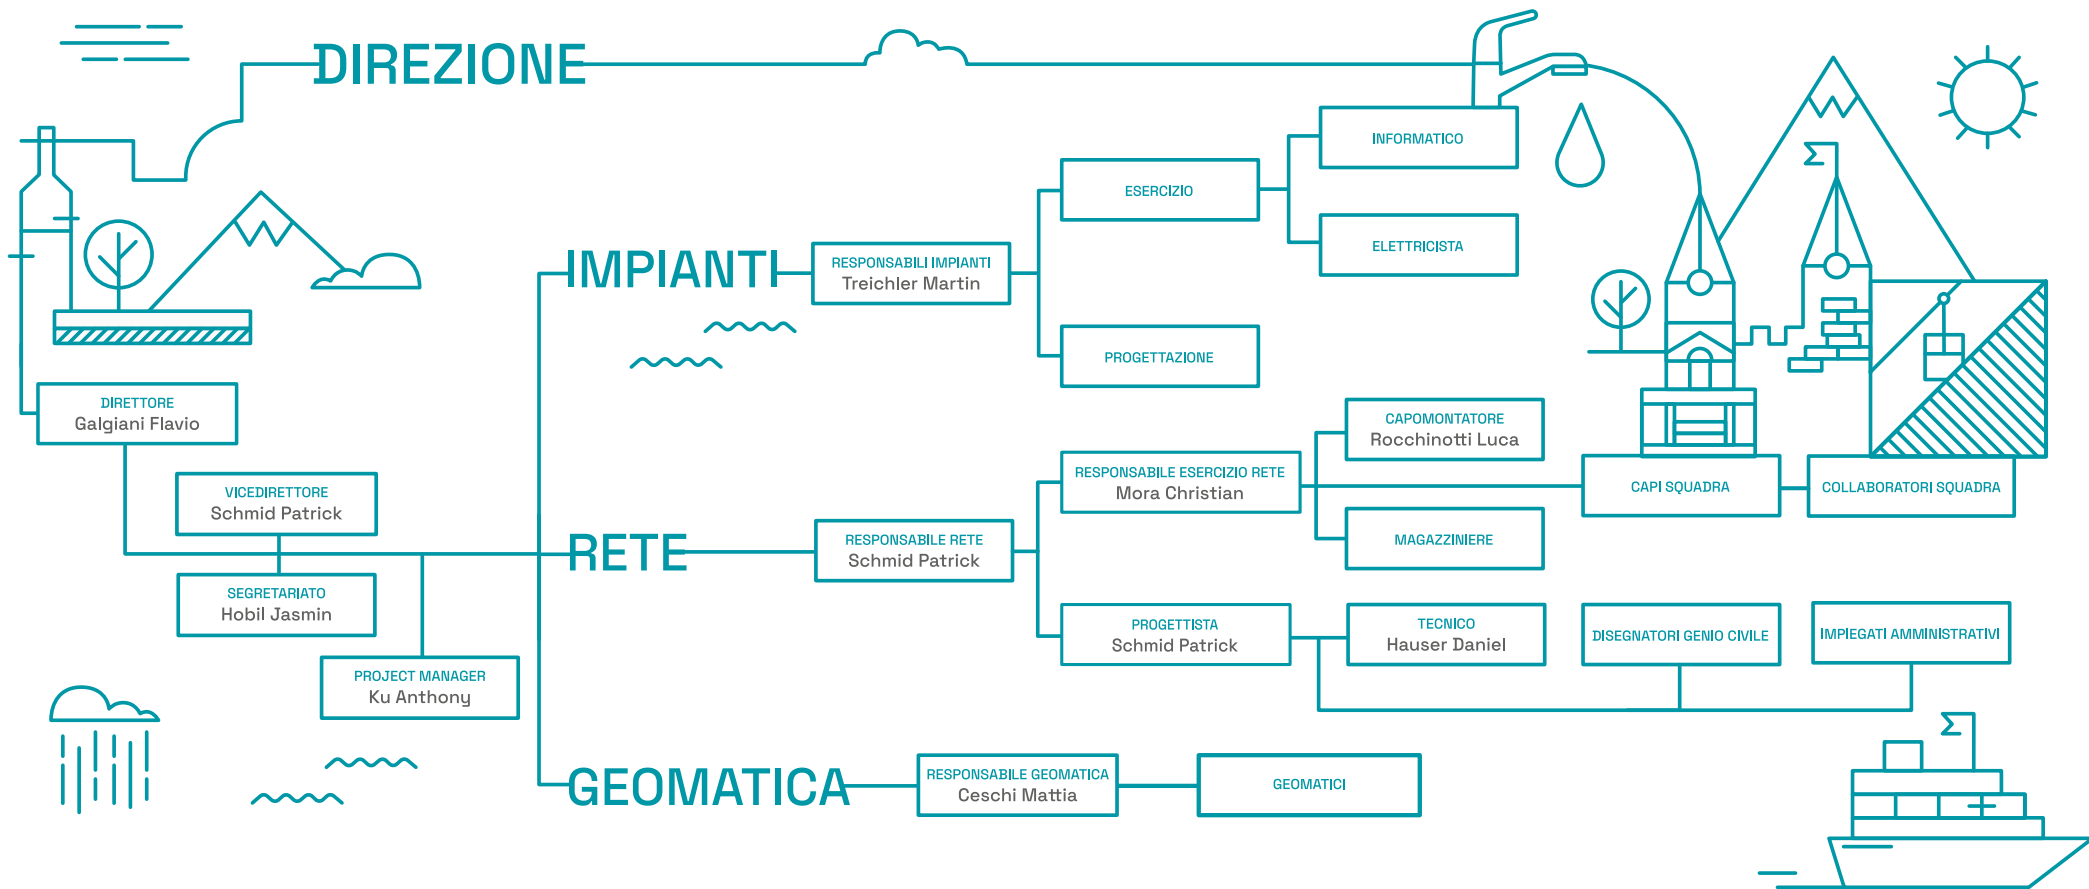 DIREZIONE
INFORMATICO
ESERCIZIO
ELETTRICISTA
IMPIANTI
RESPONSABILI IMPIANTI
Treichler Martin
PROGETTAZIONE
DIRETTORE
Galgiani Flavio
CAPOMONTATORE
Rocchinotti Luca
RESPONSABILE ESERCIZIO RETE
Mora Christian
CAPI SQUADRA
COLLABORATORI SQUADRA
VICEDIRETTORE
Schmid Patrick
RETE
RESPONSABILE RETE
Schmid Patrick
MAGAZZINIERE
SEGRETARIATO
Hobil Jasmin
PROGETTISTA
Schmid Patrick
TECNICO
Hauser Daniel
DISEGNATORI GENIO CIVILE
IMPIEGATI AMMINISTRATIVI
PROJECT MANAGER
Ku Anthony
GEOMATICA
RESPONSABILE GEOMATICA
Ceschi Mattia
GEOMATICI